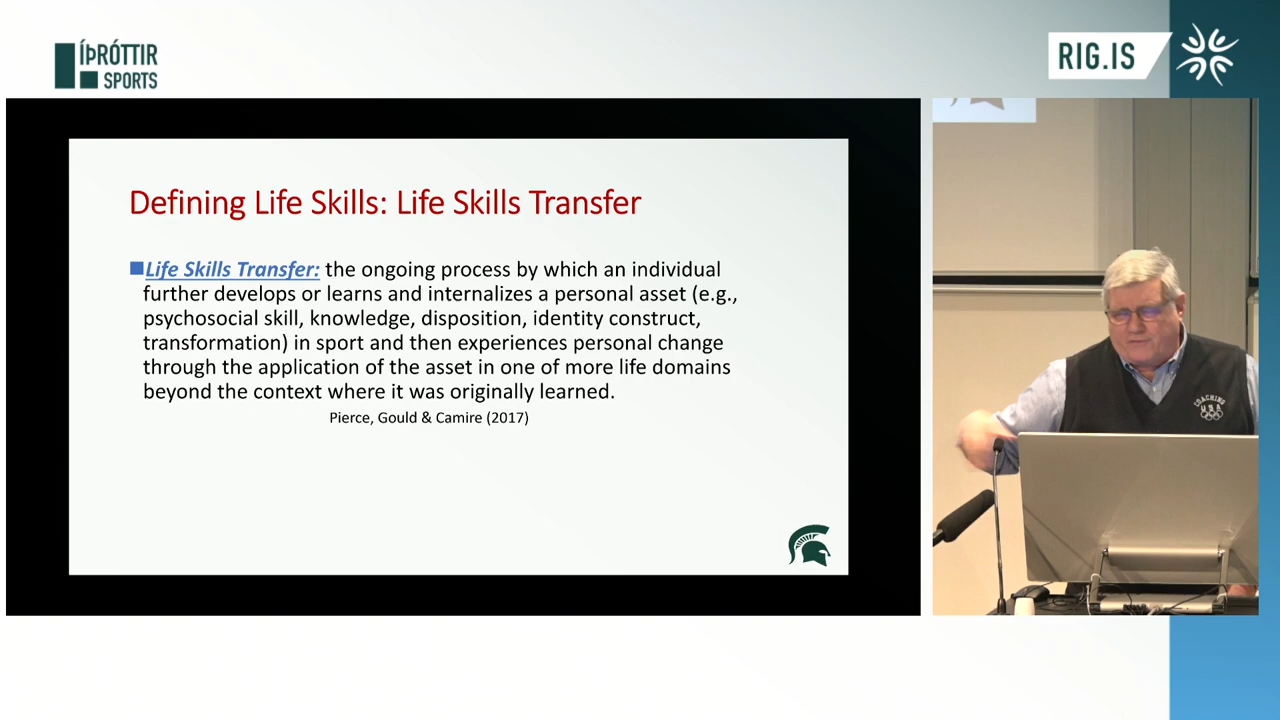 ÍÞRÓTTIR
SPORTS
RIG.IS
Defining Life Skills: Life Skills Transfer
Life Skills Transfer: the ongoing process by which an individual
further develops or learns and internalizes a personal asset (e.g.,
psychosocial skill, knowledge, disposition, identity construct,
transformation) in sport and then experiences personal change
through the application of the asset in one of more life domains
beyond the context where it was originally learned.
Pierce, Gould & Camire (2017)
COACHING
USA